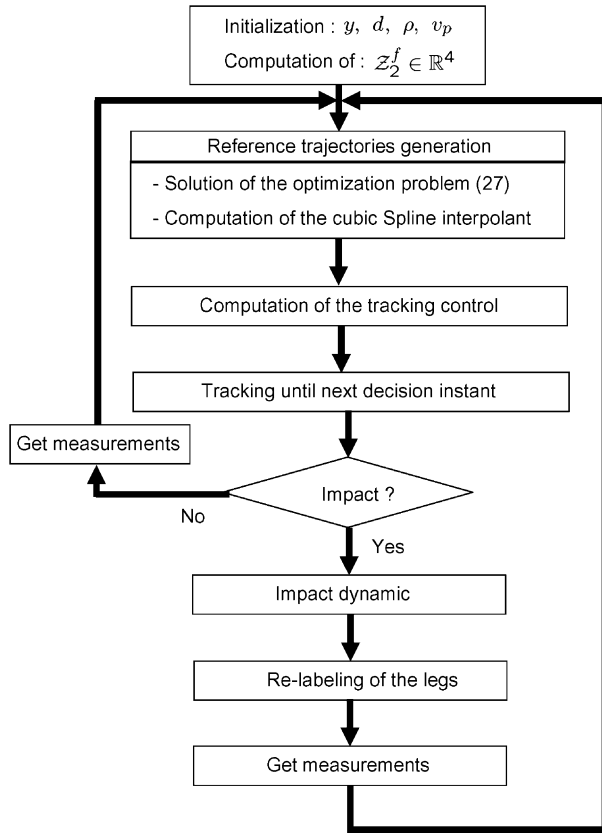 Initialization : y, d, ρ, v_p
Computation of : 𝒵₂ᶠ ∈ ℝ⁴
Reference trajectories generation
- Solution of the optimization problem (27)
- Computation of the cubic Spline interpolant
Computation of the tracking control
Tracking until next decision instant
Get measurements
Impact ?
No
Yes
Impact dynamic
Re-labeling of the legs
Get measurements